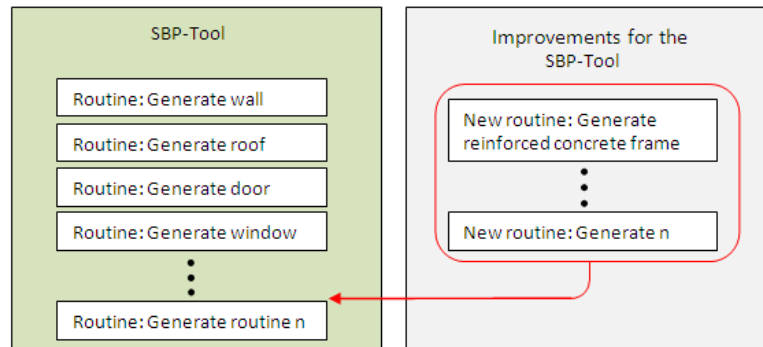 SBP-Tool
Routine: Generate wall
Routine: Generate roof
Routine: Generate door
Routine: Generate window
Routine: Generate routine n
Improvements for the
SBP-Tool
New routine: Generate
reinforced concrete frame
New routine: Generate n